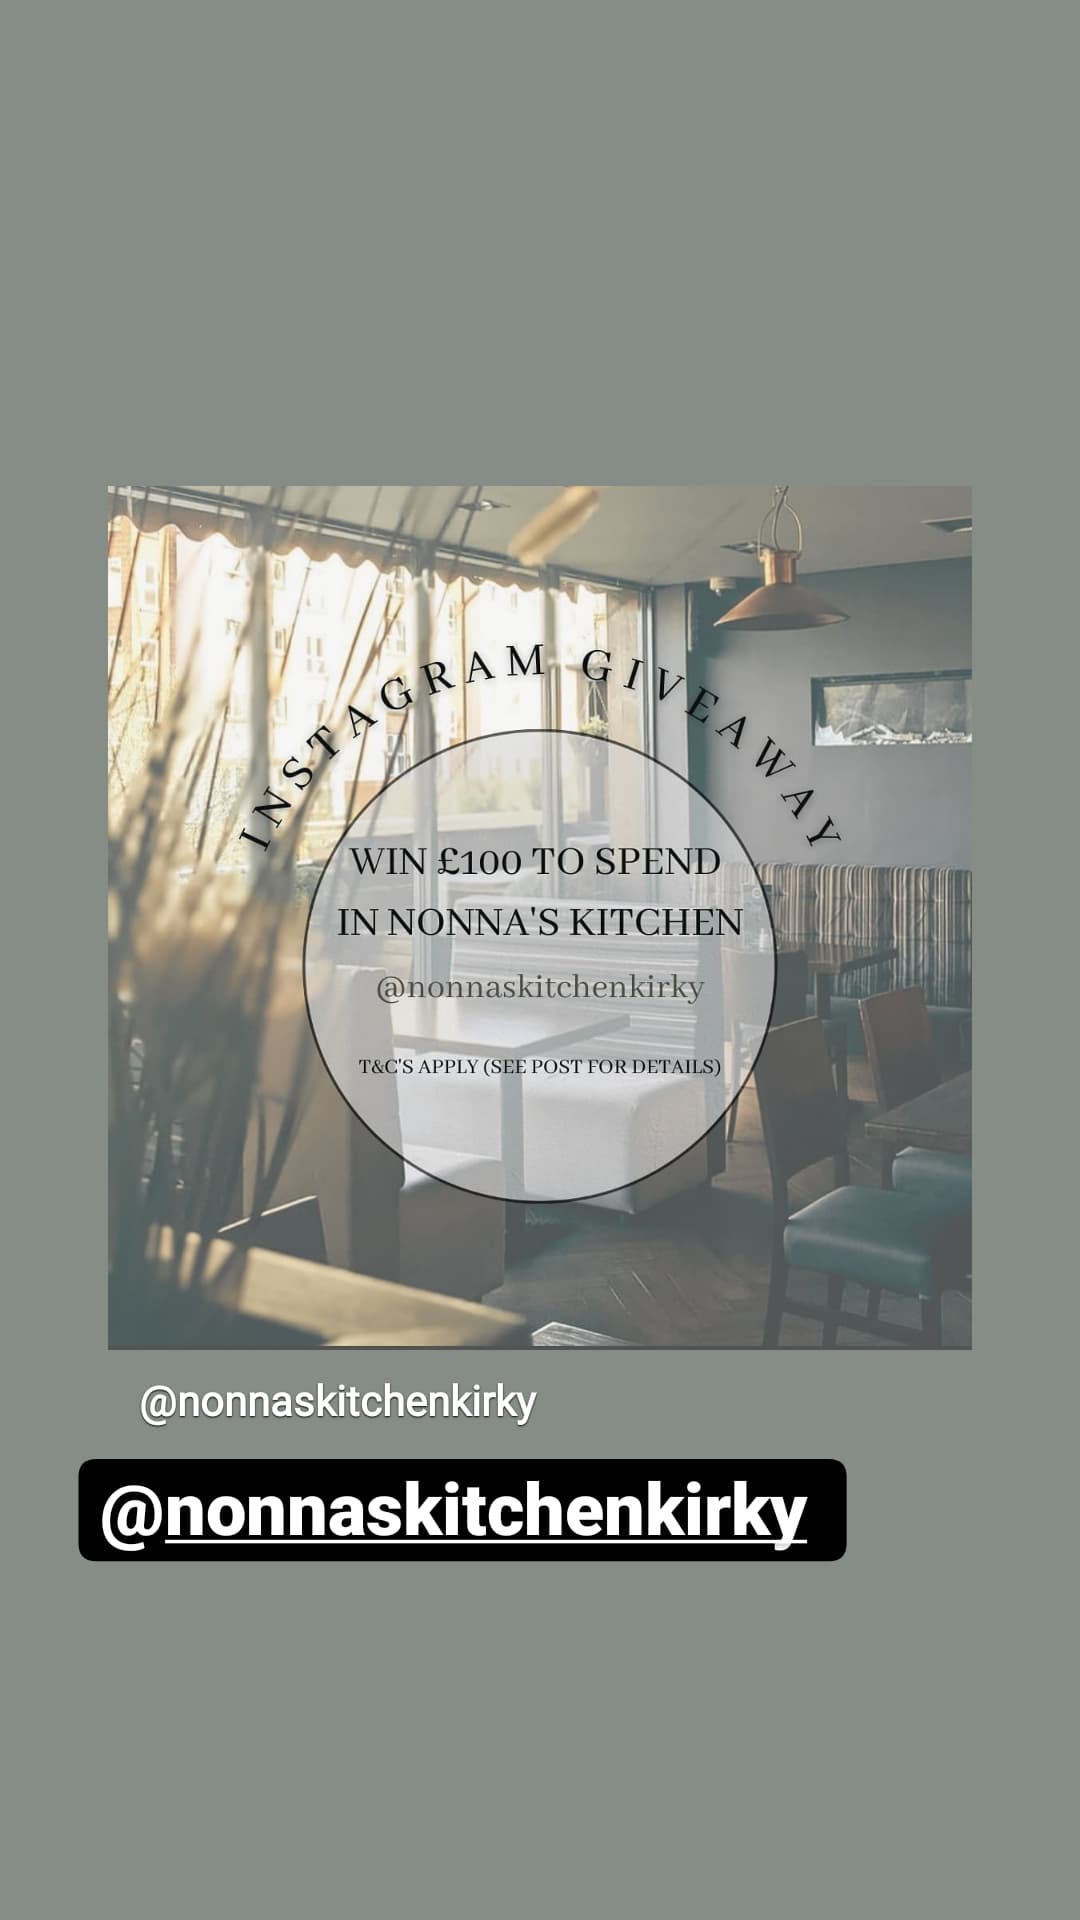 INSTAGRAM GIVEAWAY
WIN £100 TO SPEND
IN NONNA'S KITCHEN
@nonnaskitchenkirky
T&C'S APPLY (SEE POST FOR DETAILS)
@nonnaskitchenkirky
@nonnaskitchenkirky